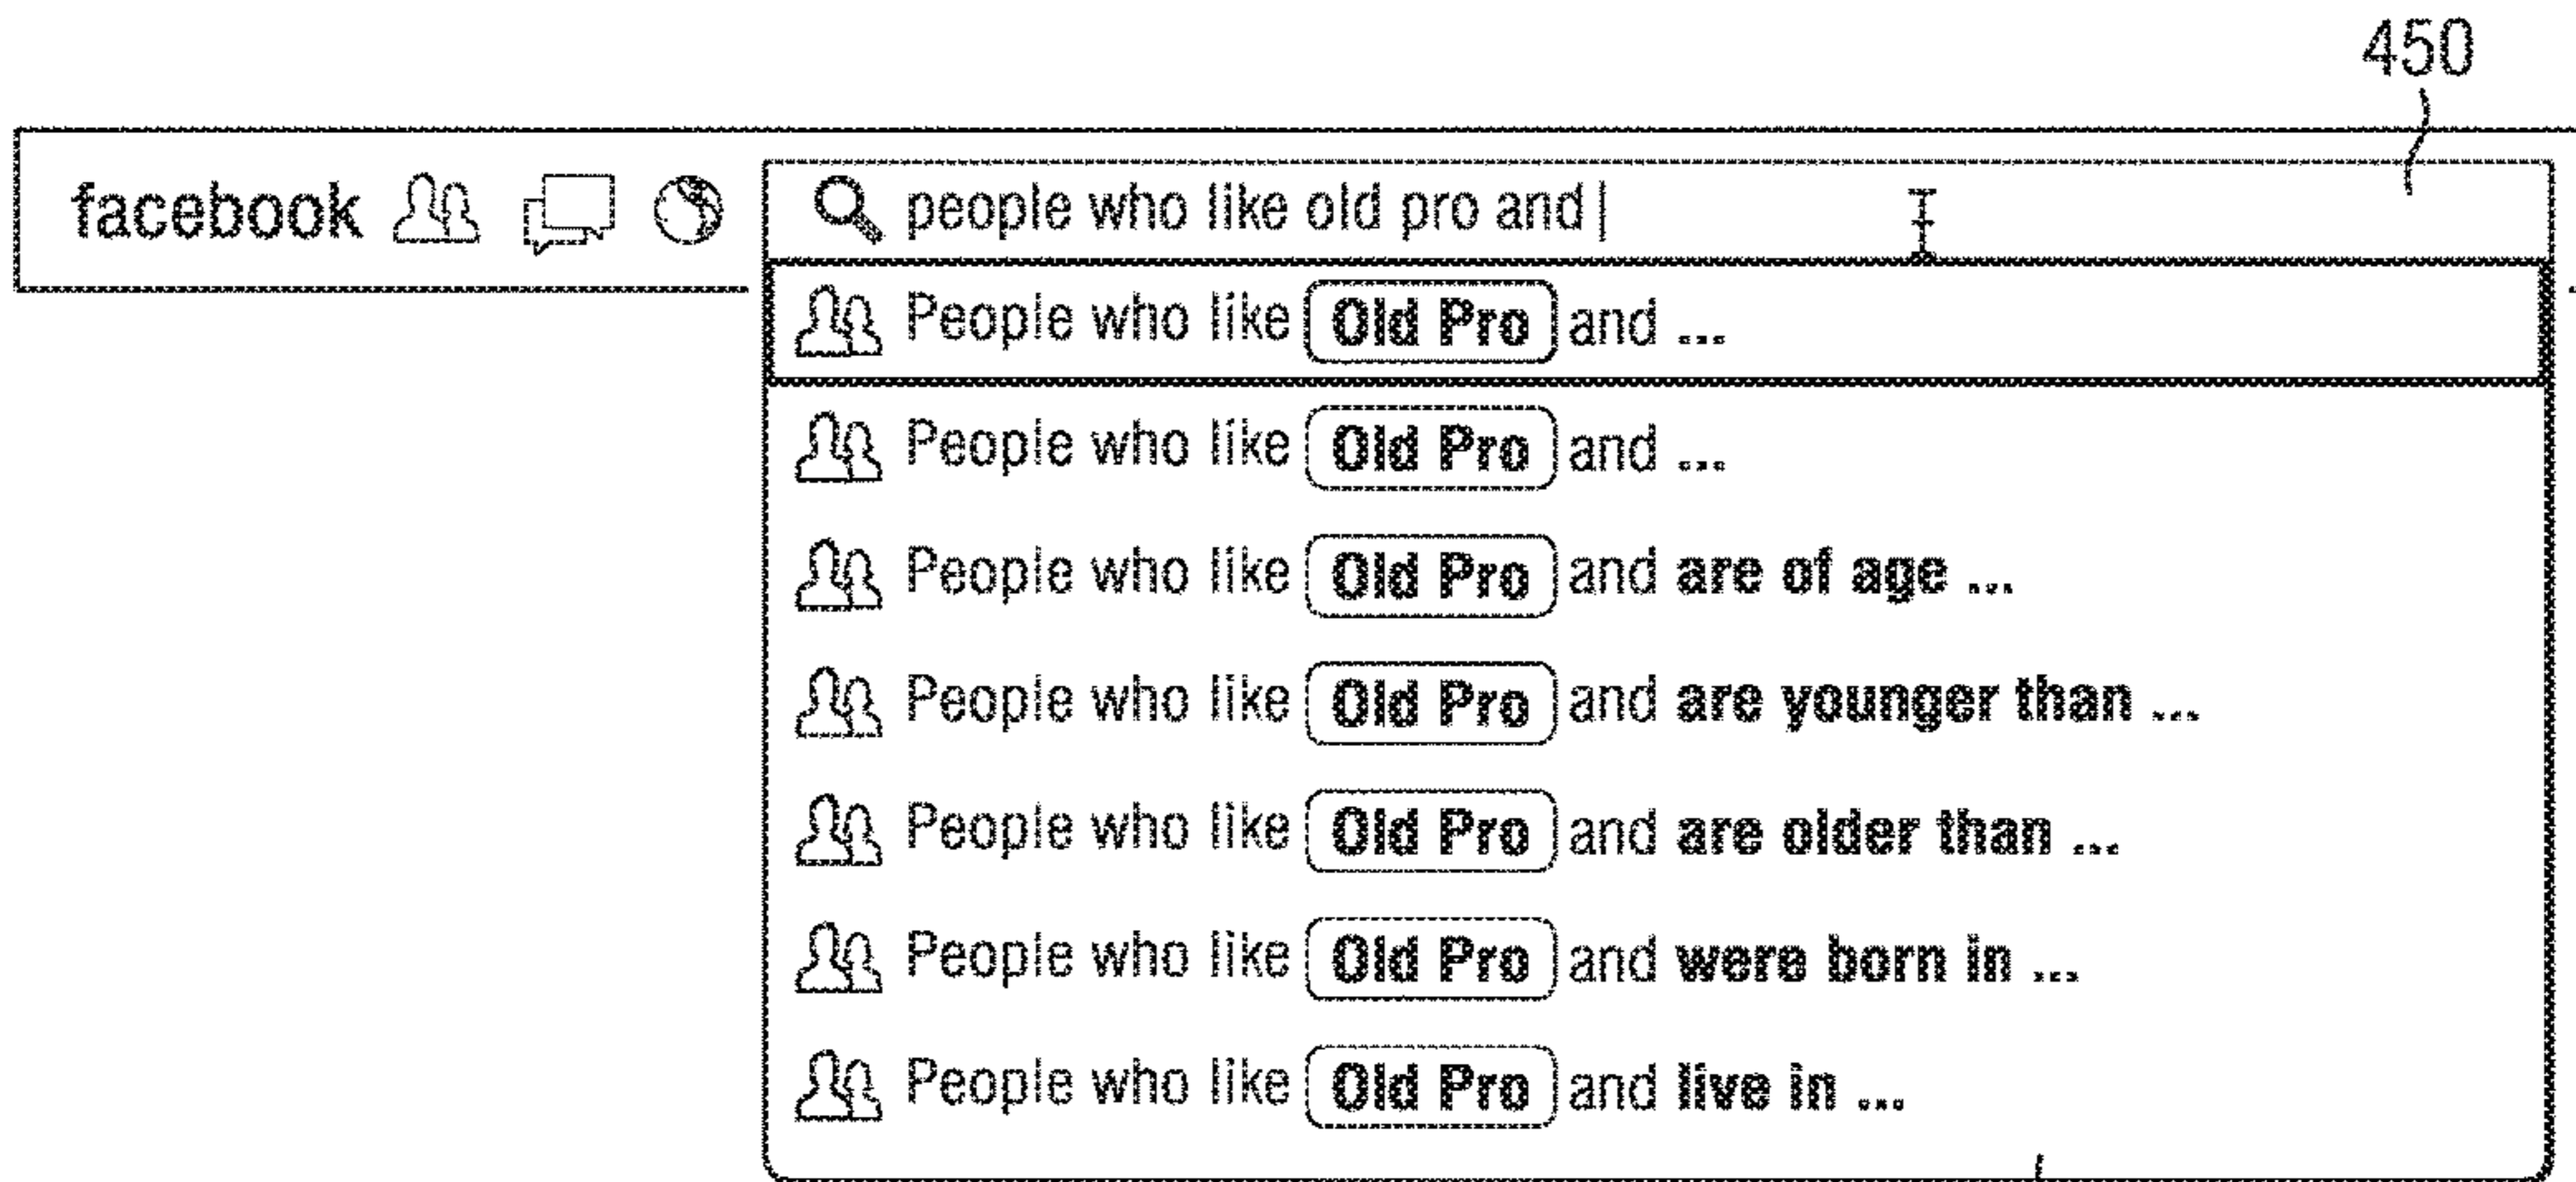 450
facebook people who like old pro and
People who like Old Pro and ...
People who like Old Pro and ...
People who like Old Pro and are of age ...
People who like Old Pro and are younger than ...
People who like Old Pro and are older than ...
People who like Old Pro and were born in ...
People who like Old Pro and live in ...